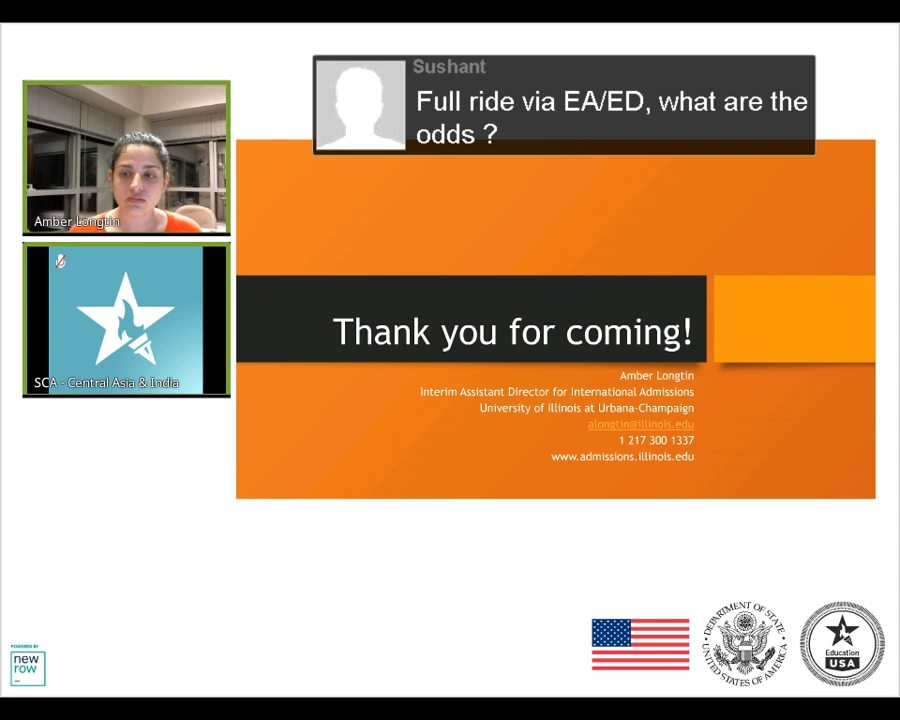 Sushant
Full ride via EA/ED, what are the
odds ?
Amber Longtin
SCA - Central Asia & India
Thank you for coming!
Amber Longtin
Interim Assistant Director for International Admissions
University of Illinois at Urbana-Champaign
alongtin@illinois.edu
1 217 300 1337
www.admissions.illinois.edu
POWERED BY
new
row
DEPARTMENT OF STATE
UNITED STATES OF AMERICA
Education
USA